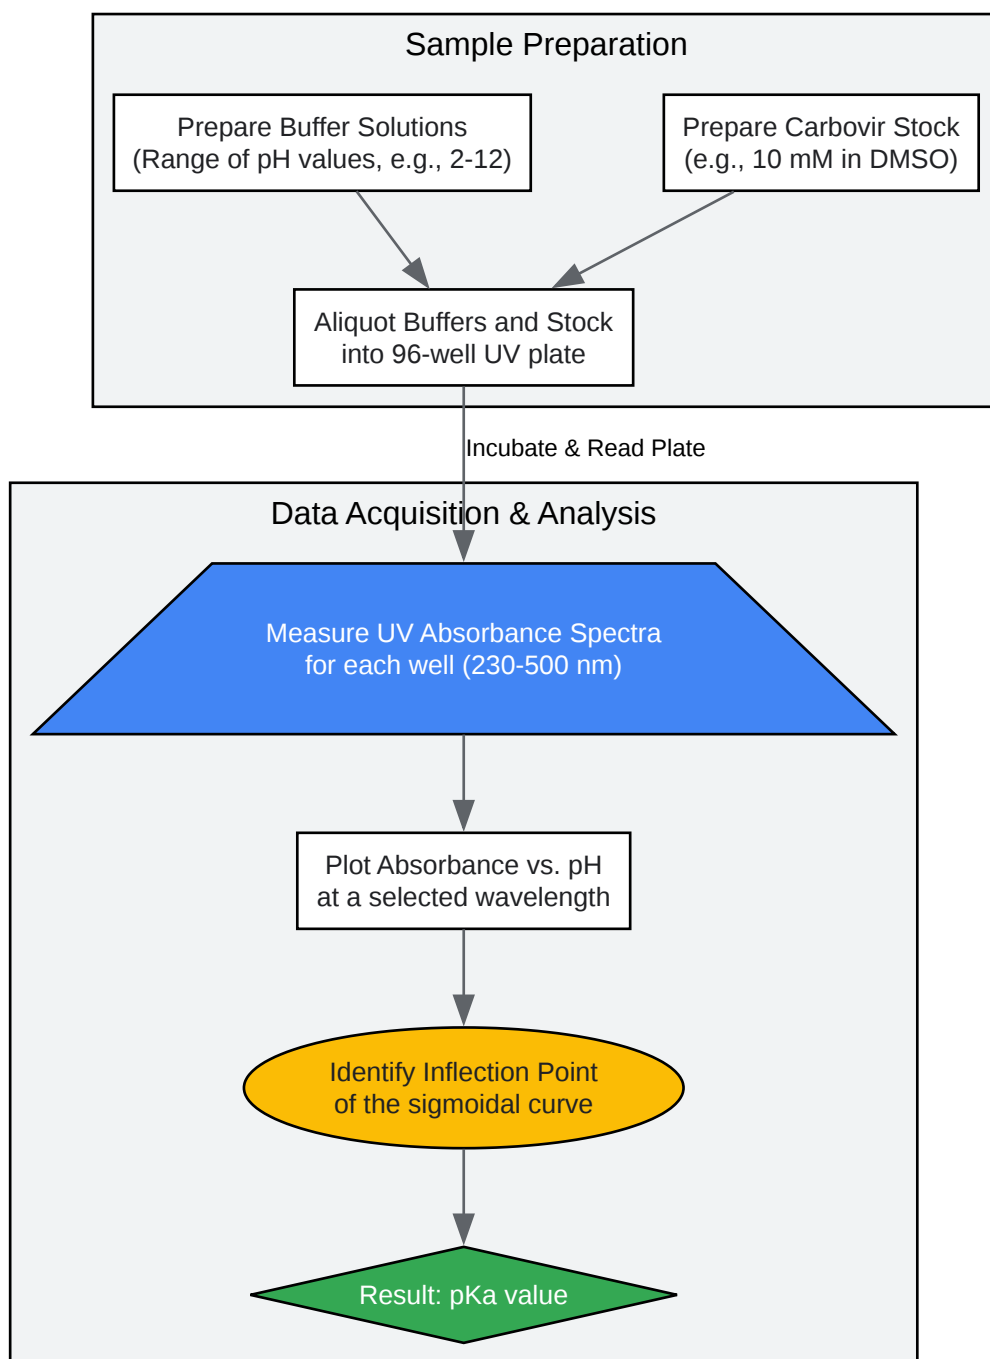 Sample Preparation
Prepare Buffer Solutions
(Range of pH values, e.g., 2-12)
Prepare Carbovir Stock
(e.g., 10 mM in DMSO)
Aliquot Buffers and Stock
into 96-well UV plate
Incubate & Read Plate
Data Acquisition & Analysis
Measure UV Absorbance Spectra
for each well (230-500 nm)
Plot Absorbance vs. pH
at a selected wavelength
Identify Inflection Point
of the sigmoidal curve
Result: pKa value